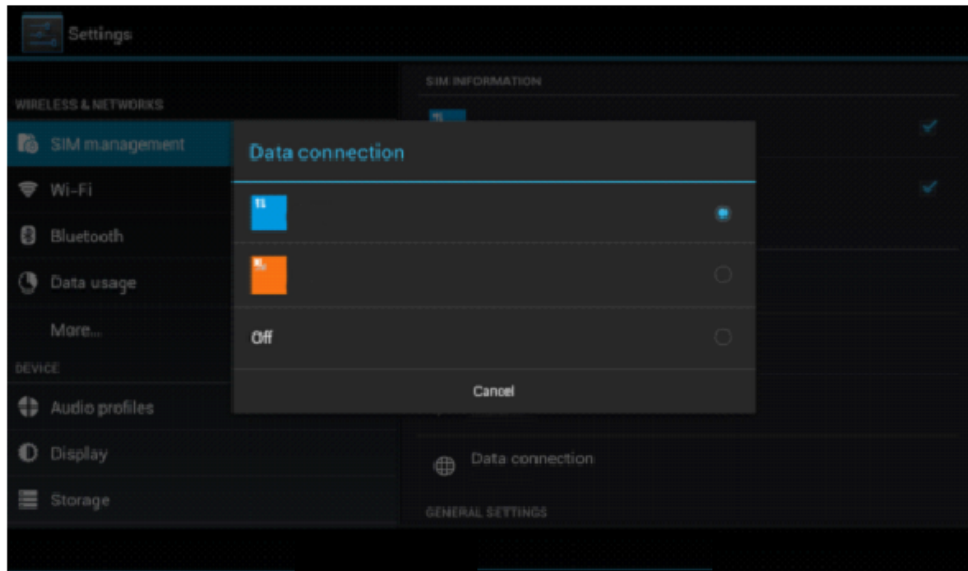 Settings
WIRELESS & NETWORKS
SIM management
Wi-Fi
Bluetooth
Data usage
More...
DEVICE
Audio profiles
Display
Storage
SIM INFORMATION
Data connection
Off
Cancel
Data connection
GENERAL SETTINGS